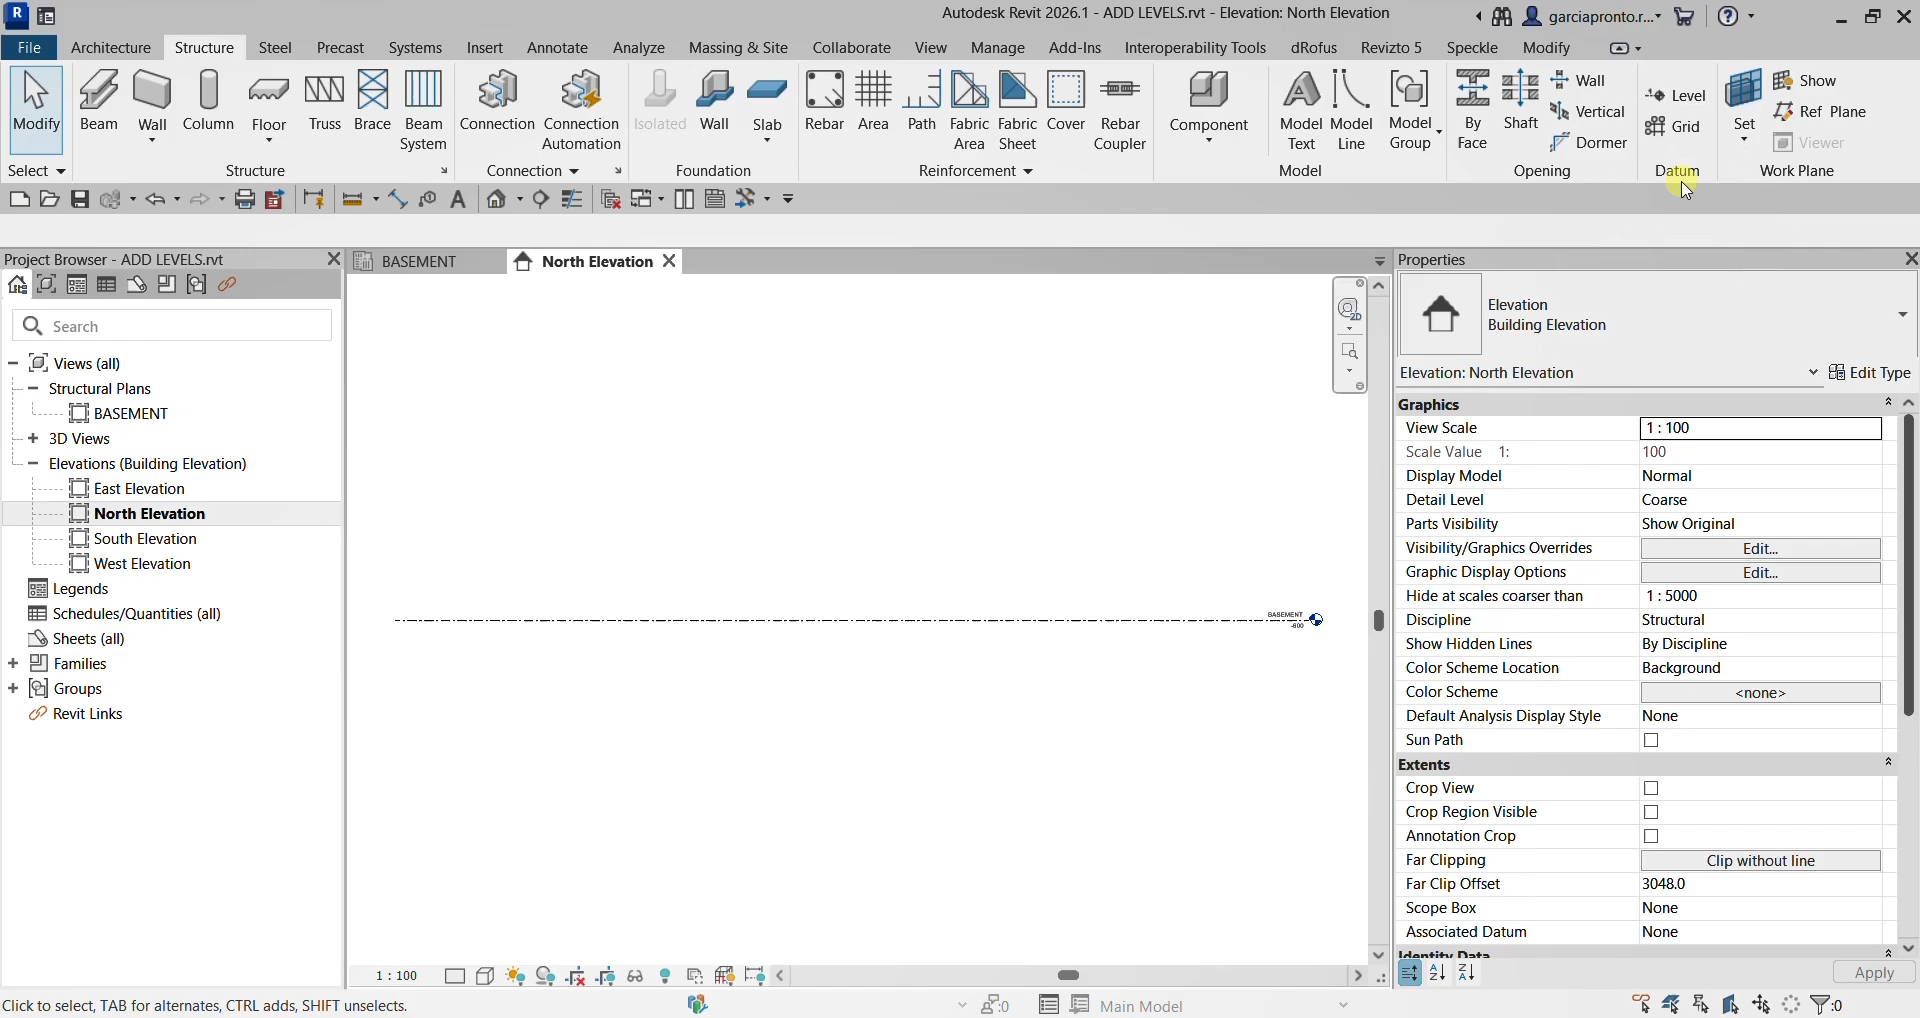 Autodesk Revit 2026.1 - ADD LEVELS.rvt - Elevation: North Elevation
garciapronto.r...
File Architecture Structure Steel Precast Systems Insert Annotate Analyze Massing & Site Collaborate View Manage Add-Ins Interoperability Tools dRofus Revizto 5 Speckle Modify
Modify
Beam
Wall
Column
Floor
Truss
Brace
Beam
System
Connection
Connection
Automation
Isolated
Wall
Slab
Rebar
Area
Path
Fabric
Area
Fabric
Sheet
Cover
Rebar
Coupler
Component
Model
Text
Model
Line
Model
Group
By
Face
Shaft
Wall
Vertical
Dormer
Level
Grid
Set
Show
Ref Plane
Viewer
Select Structure Connection Foundation Reinforcement Model Opening Datum Work Plane
Project Browser - ADD LEVELS.rvt
Search
Views (all)
Structural Plans
BASEMENT
3D Views
Elevations (Building Elevation)
East Elevation
North Elevation
South Elevation
West Elevation
Legends
Schedules/Quantities (all)
Sheets (all)
Families
Groups
Revit Links
BASEMENT
North Elevation
2D
BASEMENT
-600
1 : 100
Properties
Elevation
Building Elevation
Elevation: North Elevation
Edit Type
Graphics
View Scale 1 : 100
Scale Value 1: 100
Display Model Normal
Detail Level Coarse
Parts Visibility Show Original
Visibility/Graphics Overrides Edit...
Graphic Display Options Edit...
Hide at scales coarser than 1 : 5000
Discipline Structural
Show Hidden Lines By Discipline
Color Scheme Location Background
Color Scheme <none>
Default Analysis Display Style None
Sun Path
Extents
Crop View
Crop Region Visible
Annotation Crop
Far Clipping Clip without line
Far Clip Offset 3048.0
Scope Box None
Associated Datum None
Identity Data
Apply
Click to select, TAB for alternates, CTRL adds, SHIFT unselects.
:0
Main Model
:0